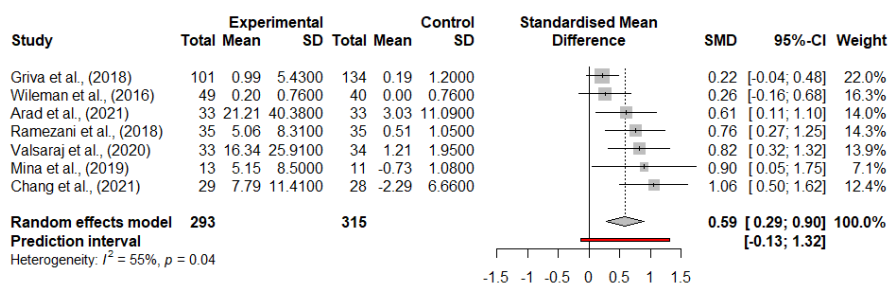 Experimental Control Standardised Mean
Study Total Mean SD Total Mean SD Difference SMD 95%-CI Weight
Griva et al., (2018) 101 0.99 5.4300 134 0.19 1.2000 0.22 [-0.04; 0.48] 22.0%
Wileman et al., (2016) 49 0.20 0.7600 40 0.00 0.7600 0.26 [-0.16; 0.68] 16.3%
Arad et al., (2021) 33 21.21 40.3800 33 3.03 11.0900 0.61 [0.11; 1.10] 14.0%
Ramezani et al., (2018) 35 5.06 8.3100 35 0.51 1.0500 0.76 [0.27; 1.25] 14.3%
Valsaraj et al., (2020) 33 16.34 25.9100 34 1.21 1.9500 0.82 [0.32; 1.32] 13.9%
Mina et al., (2019) 13 5.15 8.5000 11 -0.73 1.0800 0.90 [0.05; 1.75] 7.1%
Chang et al., (2021) 29 7.79 11.4100 28 -2.29 6.6600 1.06 [0.50; 1.62] 12.4%
Random effects model 293 315 0.59 [ 0.29; 0.90] 100.0%
Prediction interval [-0.13; 1.32]
Heterogeneity: I² = 55%, p = 0.04
-1.5 -1 -0.5 0 0.5 1 1.5